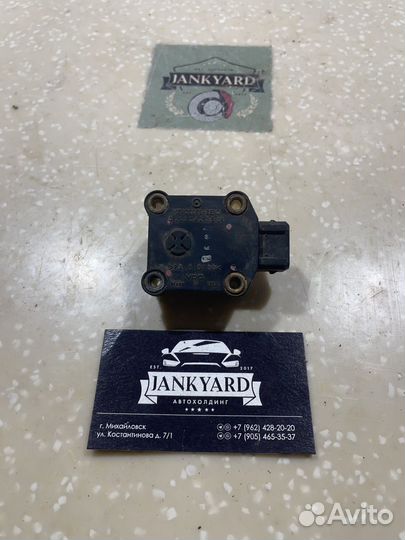 JANKYARD
EST.
2017
JANKYARD
АВТОХОЛДИНГ
г. Михайловск
ул. Костантинова д. 7/1
+7 (962) 428-20-20
+7 (905) 465-35-37
Avito